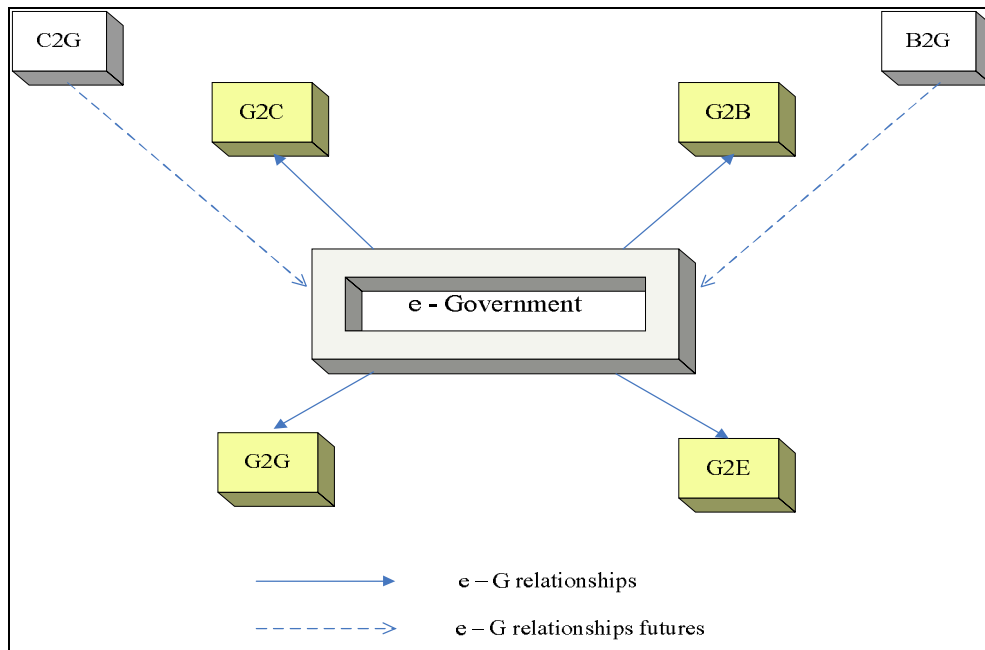 C2G
B2G
G2C
G2B
e - Government
G2G
G2E
e – G relationships
e – G relationships futures